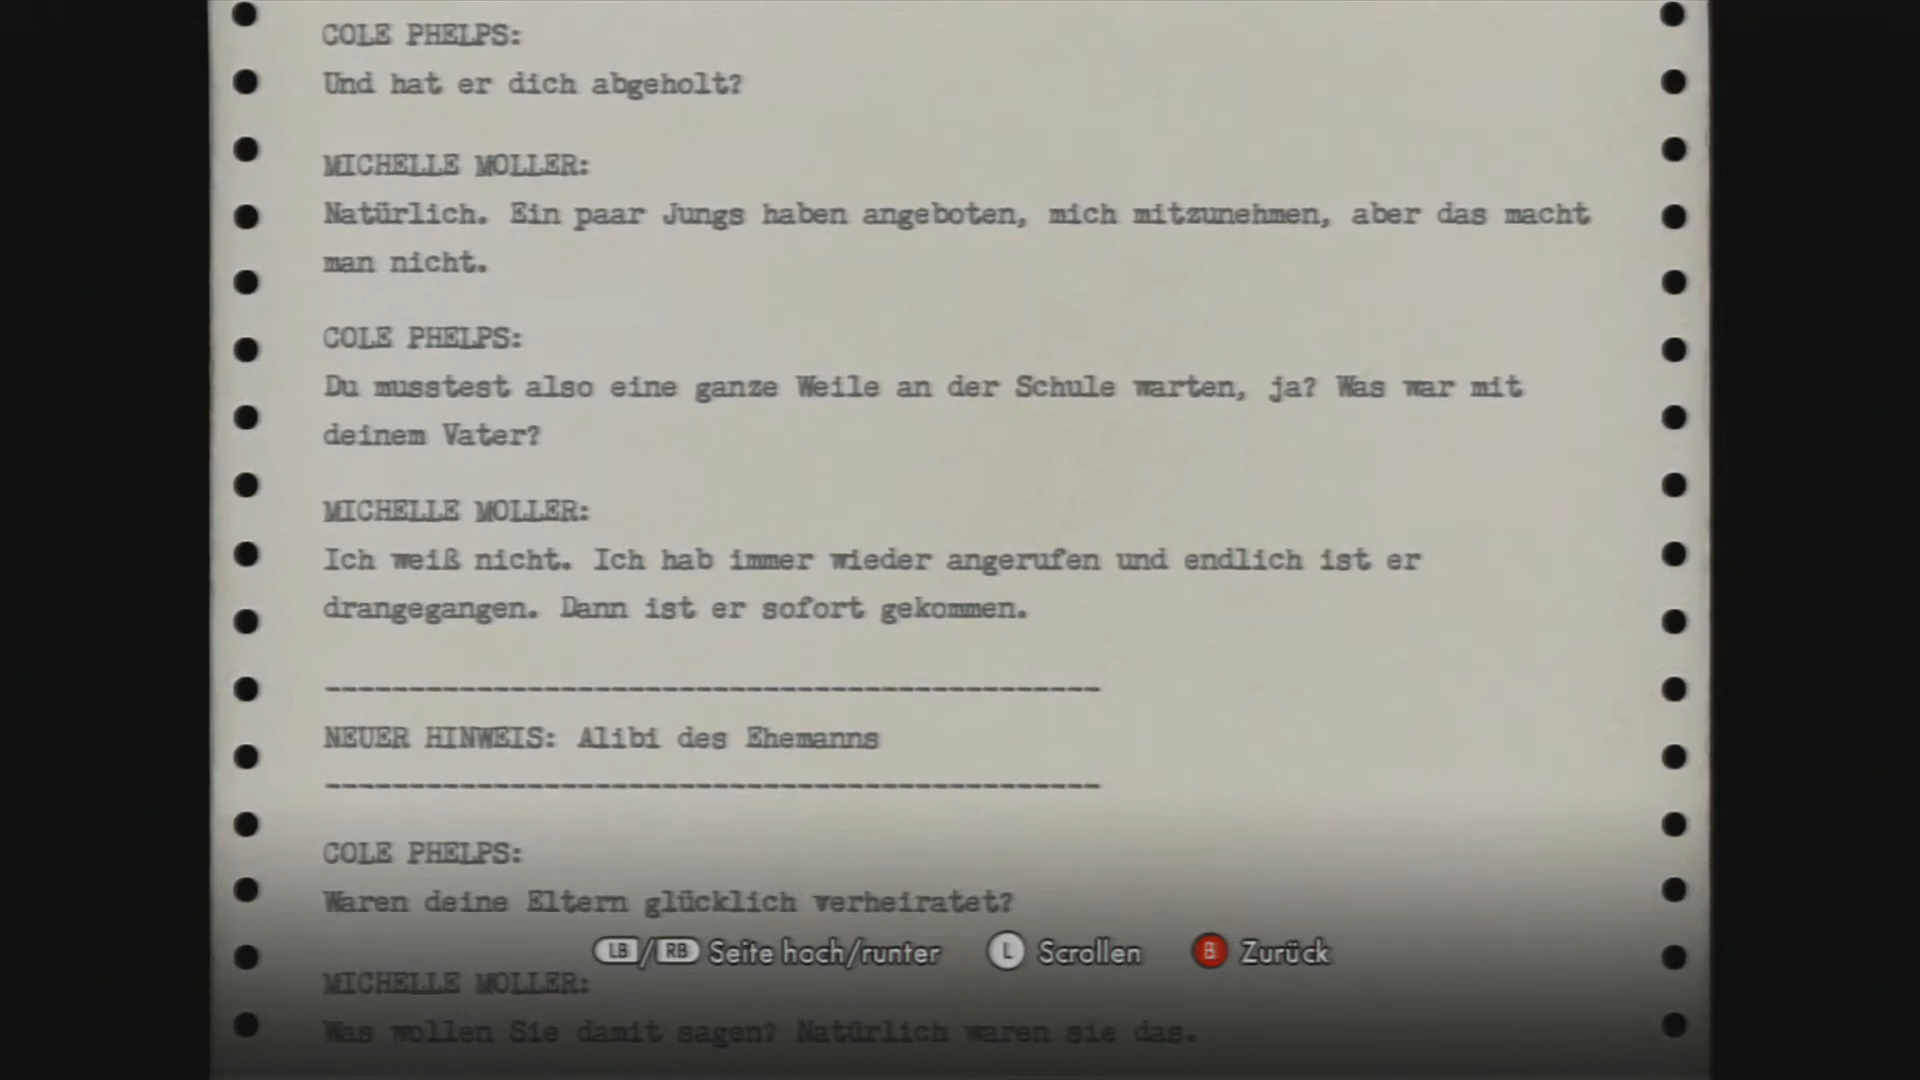 COLE PHELPS:
Und hat er dich abgeholt?
MICHELLE MOLLER:
Natürlich. Ein paar Jungs haben angeboten, mich mitzunehmen, aber das macht
man nicht.
COLE PHELPS:
Du musstest also eine ganze Weile an der Schule warten, ja? Was war mit
deinem Vater?
MICHELLE MOLLER:
Ich weiß nicht. Ich hab immer wieder angerufen und endlich ist er
drangegangen. Dann ist er sofort gekommen.
----------------------------------------------
NEUER HINWEIS: Alibi des Ehemanns
----------------------------------------------
COLE PHELPS:
Waren deine Eltern glücklich verheiratet?
LB/RB Seite hoch/runter L Scrollen B Zurück
MICHELLE MOLLER:
Was wollen Sie damit sagen? Natürlich waren sie das.